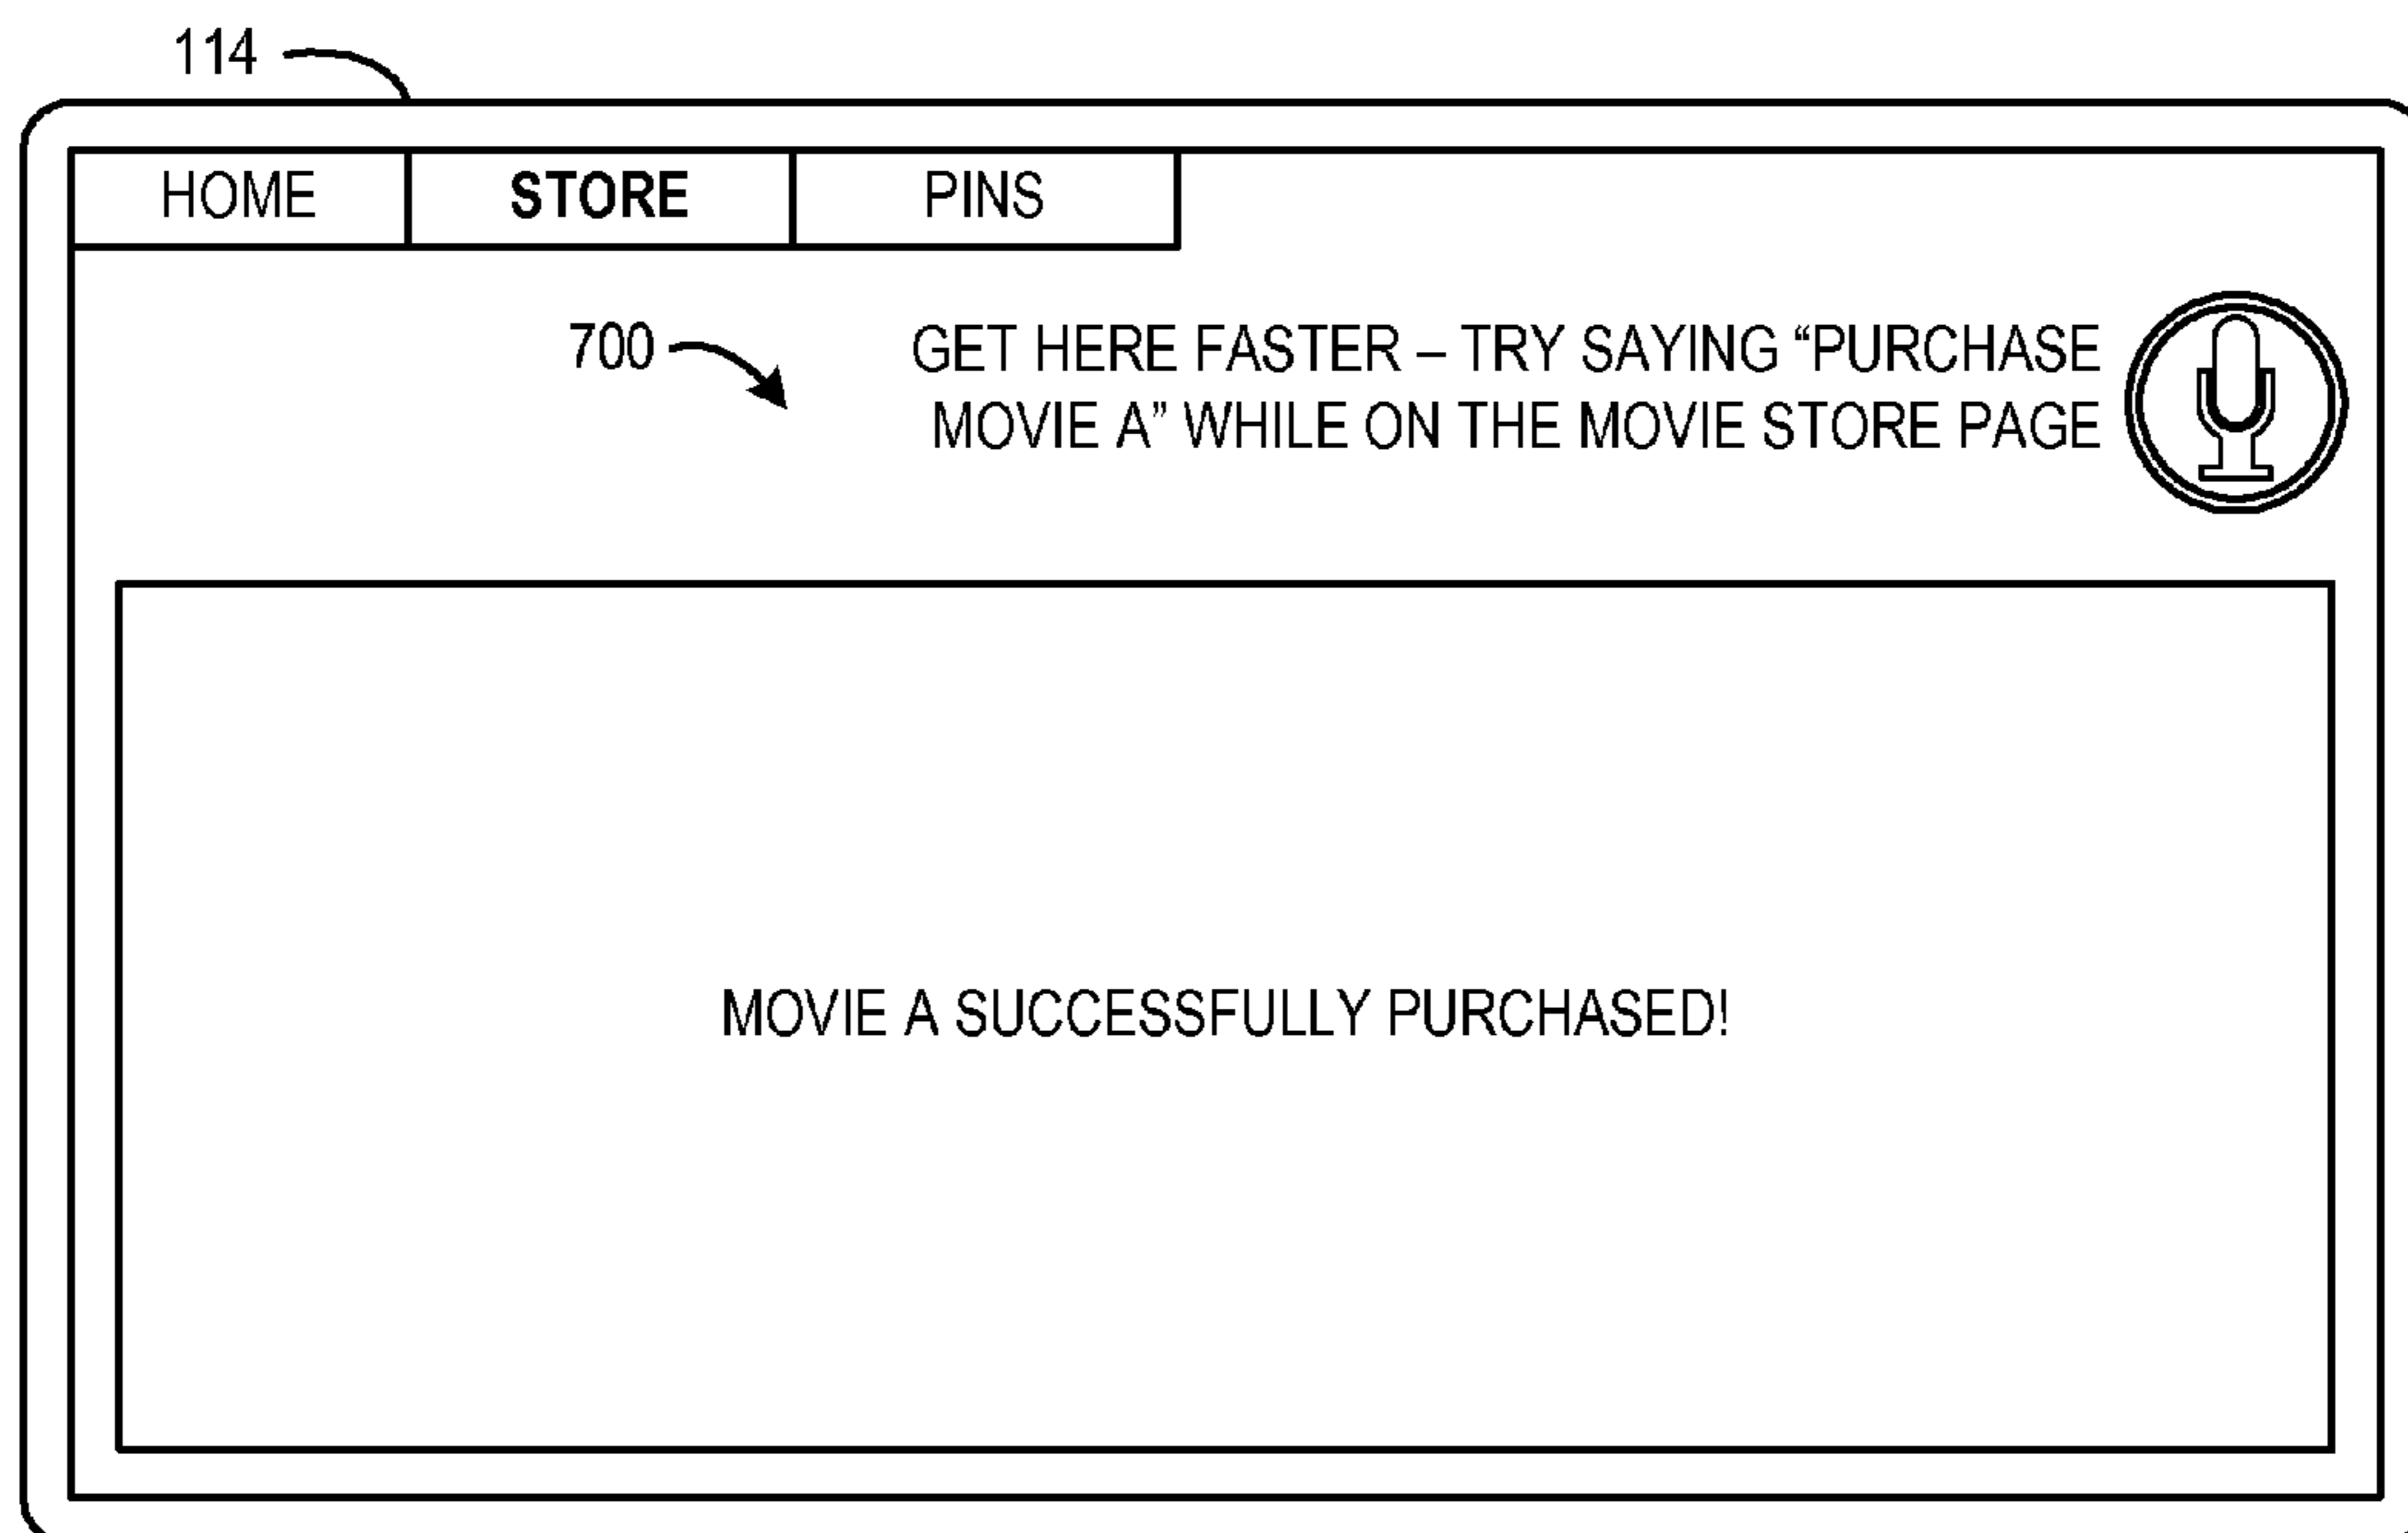 114
HOME STORE PINS
700
GET HERE FASTER – TRY SAYING “PURCHASE
MOVIE A” WHILE ON THE MOVIE STORE PAGE
MOVIE A SUCCESSFULLY PURCHASED!